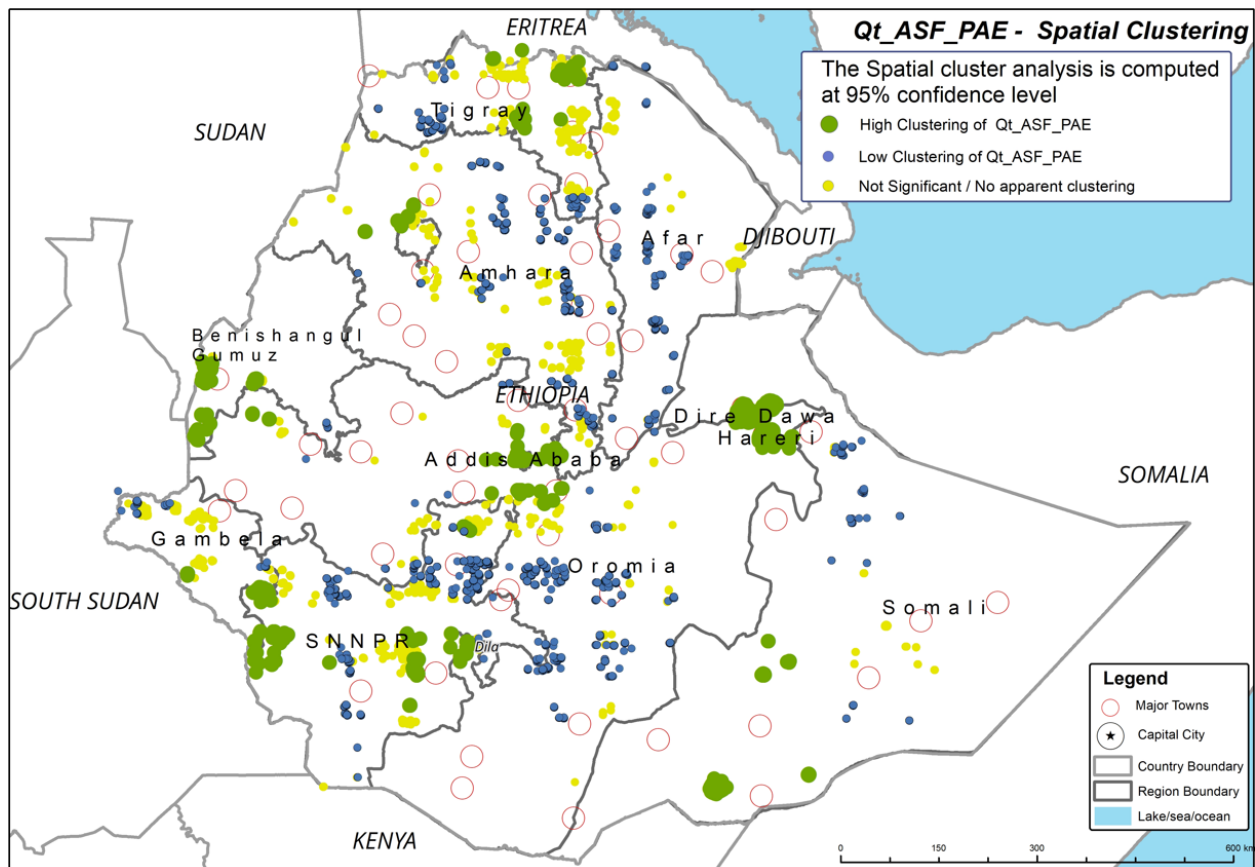 ERITREA
Qt_ASF_PAE - Spatial Clustering
The Spatial cluster analysis is computed
at 95% confidence level
High Clustering of Qt_ASF_PAE
Low Clustering of Qt_ASF_PAE
Not Significant / No apparent clustering
Tigray
SUDAN
Afar
DJIBOUTI
Amhara
Benishangul
Gumuz
ETHIOPIA
Dire Dawa
Hareri
Addis Ababa
SOMALIA
Gambela
Oromia
SOUTH SUDAN
Somali
SNNPR
Dila
Legend
Major Towns
Capital City
Country Boundary
Region Boundary
Lake/sea/ocean
KENYA
0 150 300 600 km